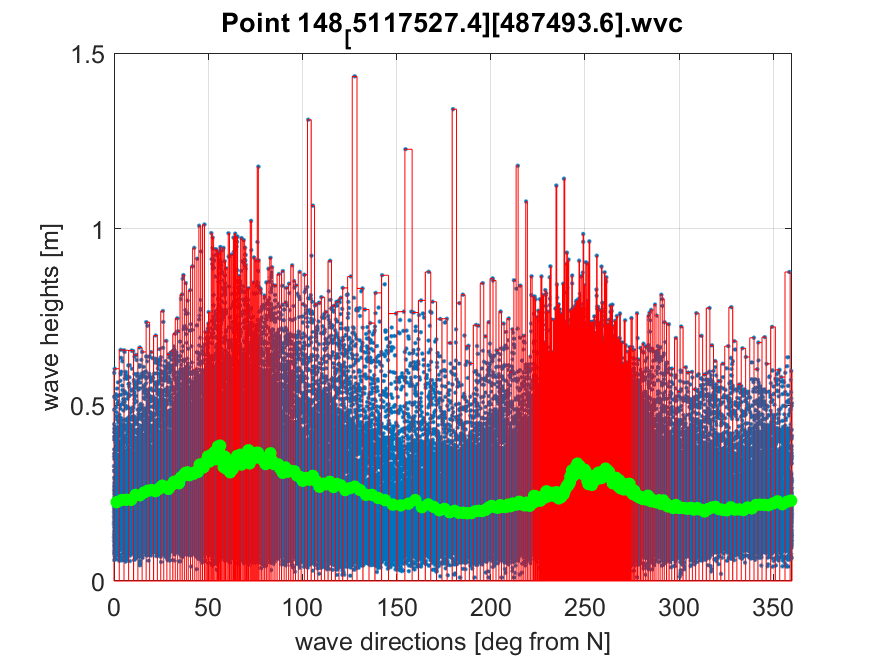 Point 148[5117527.4][487493.6].wvc
1.5
1
0.5
0
wave heights [m]
0 50 100 150 200 250 300 350
wave directions [deg from N]